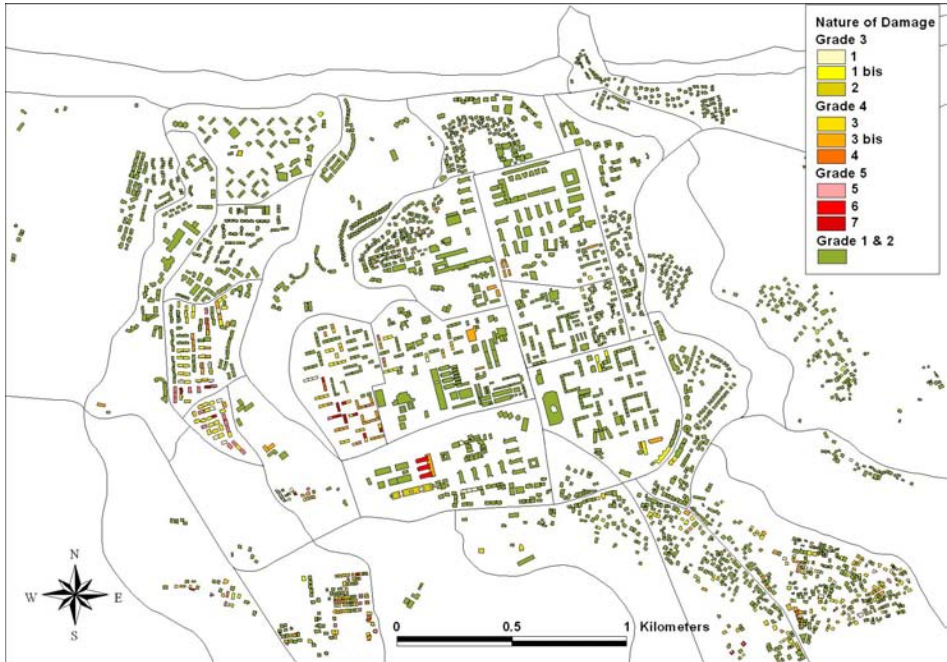 Nature of Damage
Grade 3
1
1 bis
2
Grade 4
3
3 bis
4
Grade 5
5
6
7
Grade 1 & 2
N
W E
S
0 0.5 1 Kilometers